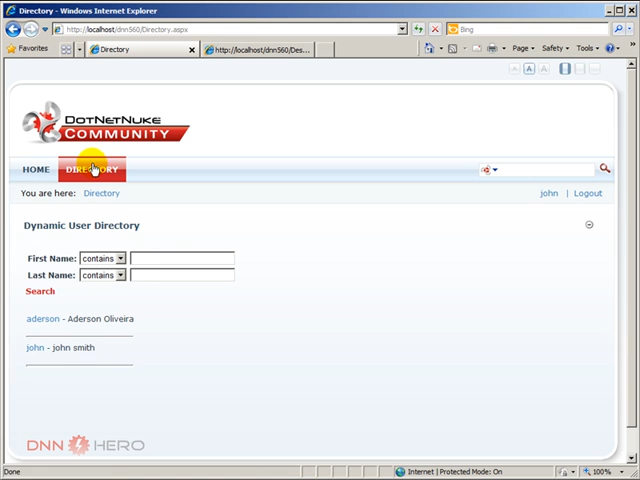 Directory - Windows Internet Explorer
http://localhost/dnn560/Directory.aspx
Bing
Favorites
Directory
http://localhost/dnn560/Des...
Page
Safety
Tools
A A A
DOTNETNUKE
COMMUNITY
HOME
DIRECTORY
You are here: Directory
john | Logout
Dynamic User Directory
First Name: contains
Last Name: contains
Search
aderson - Aderson Oliveira
john - john smith
DNN HERO
Done
Internet | Protected Mode: On
100%